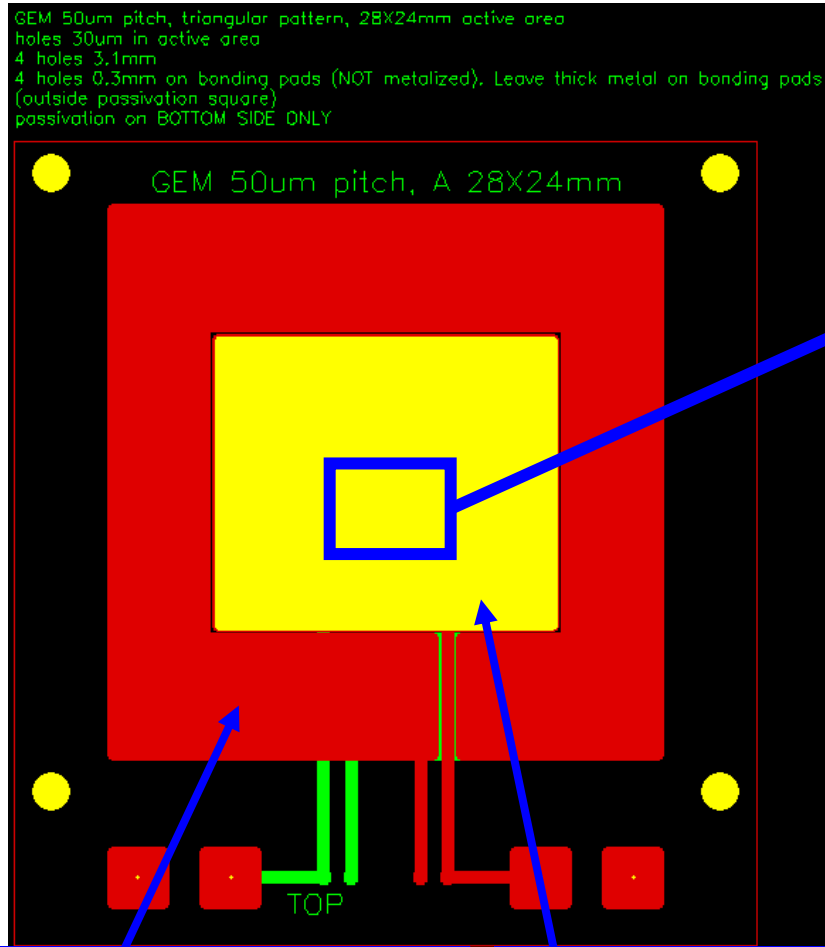 GEM 50um pitch, triangular pattern, 28X24mm active area
holes 30um in active area
4 holes 3.1mm
4 holes 0.3mm on bonding pads (NOT metalized). Leave thick metal on bonding pads
(outside passivation square)
passivation on BOTTOM SIDE ONLY
GEM 50um pitch, A 28X24mm
TOP